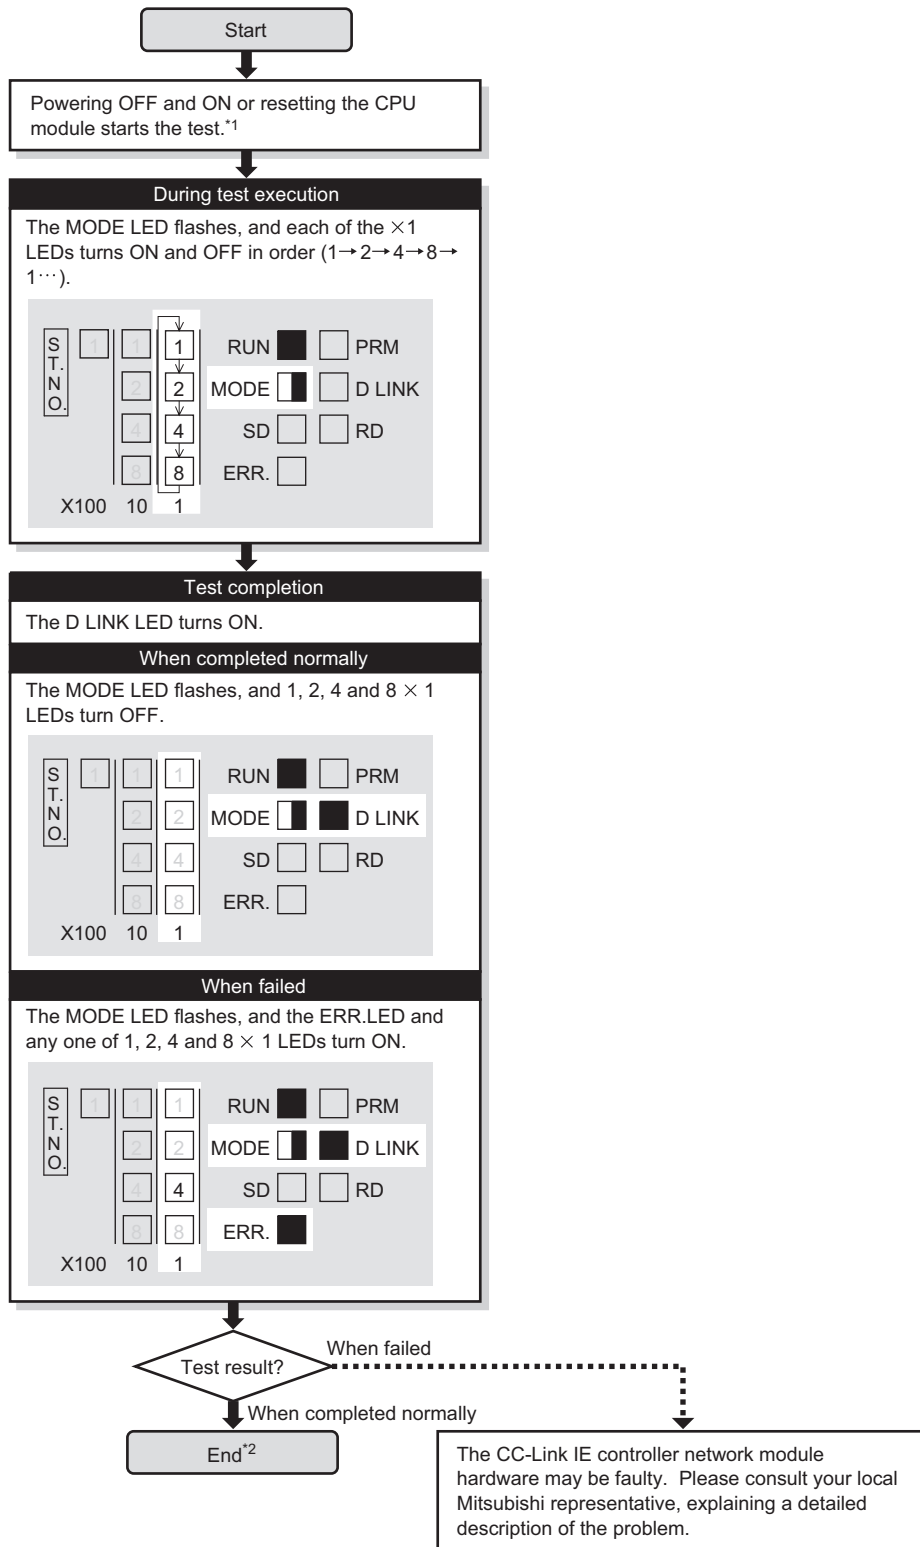 Start
Powering OFF and ON or resetting the CPU
module starts the test.*1
During test execution
The MODE LED flashes, and each of the ×1
LEDs turns ON and OFF in order (1→2→4→8→
1⋯).
S
T.
N
O.
1 1 1 RUN PRM
2 2 MODE D LINK
4 4 SD RD
8 8 ERR.
X100 10 1
Test completion
The D LINK LED turns ON.
When completed normally
The MODE LED flashes, and 1, 2, 4 and 8 × 1
LEDs turn OFF.
S
T.
N
O.
1 1 1 RUN PRM
2 2 MODE D LINK
4 4 SD RD
8 8 ERR.
X100 10 1
When failed
The MODE LED flashes, and the ERR.LED and
any one of 1, 2, 4 and 8 × 1 LEDs turn ON.
S
T.
N
O.
1 1 1 RUN PRM
2 2 MODE D LINK
4 4 SD RD
8 8 ERR.
X100 10 1
Test result?
When failed
When completed normally
End*2
The CC-Link IE controller network module
hardware may be faulty. Please consult your local
Mitsubishi representative, explaining a detailed
description of the problem.